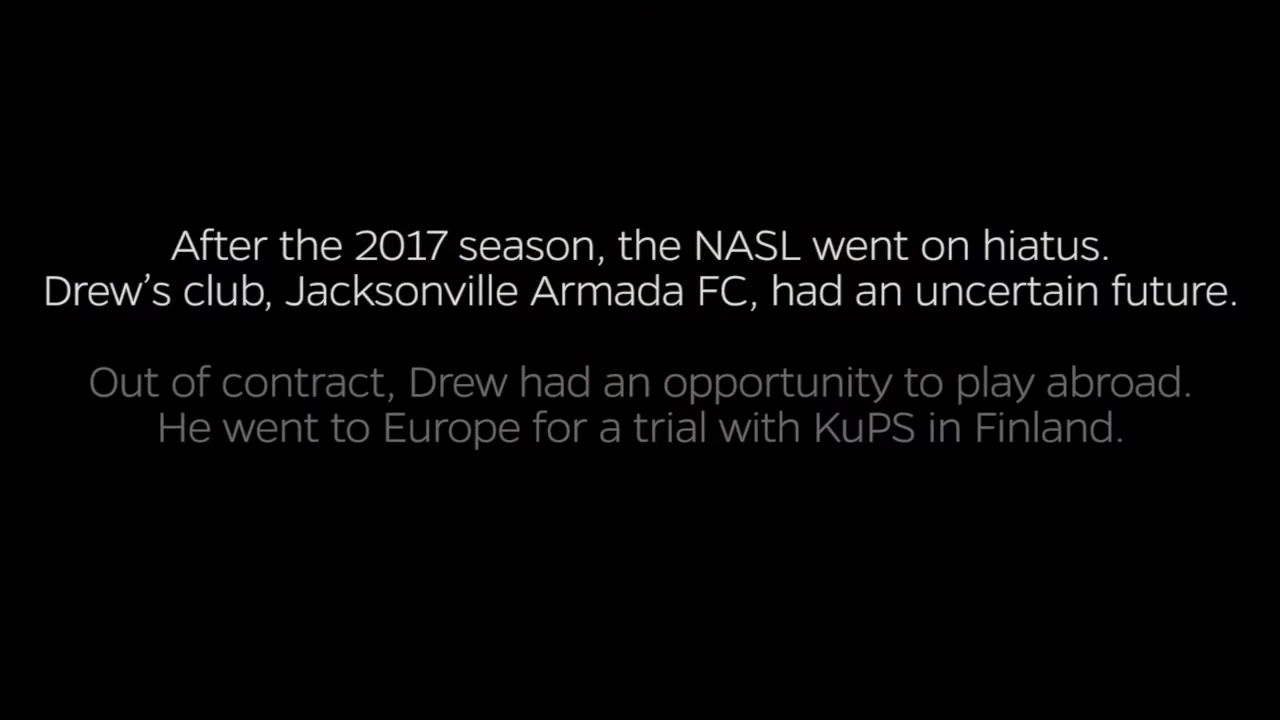 After the 2017 season, the NASL went on hiatus.
Drew’s club, Jacksonville Armada FC, had an uncertain future.
Out of contract, Drew had an opportunity to play abroad.
He went to Europe for a trial with KuPS in Finland.